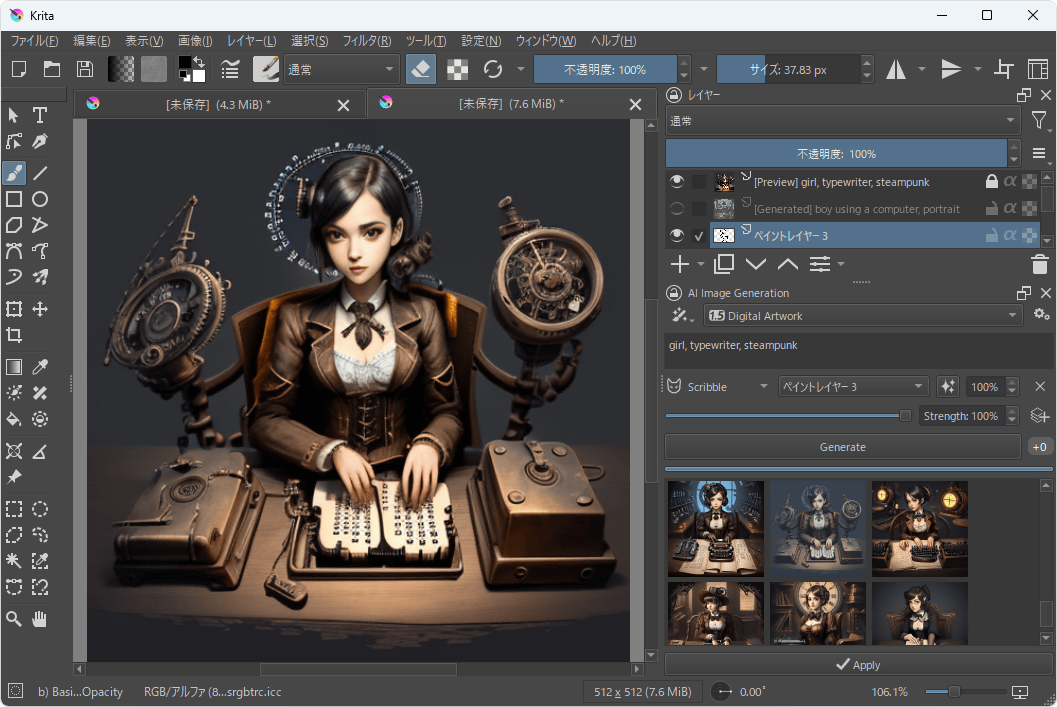 Krita
ファイル(F) 編集(E) 表示(V) 画像(I) レイヤー(L) 選択(S) フィルタ(R) ツール(T) 設定(N) ウィンドウ(W) ヘルプ(H)
通常
不透明度: 100%
サイズ: 37.83 px
[未保存] (4.3 MiB) *
[未保存] (7.6 MiB) *
レイヤー
通常
不透明度: 100%
[Preview] girl, typewriter, steampunk
[Generated] boy using a computer, portrait
ペイントレイヤー 3
AI Image Generation
1.5 Digital Artwork
girl, typewriter, steampunk
Scribble ペイントレイヤー 3 100%
Strength: 100%
Generate +0
Apply
b) Basi...Opacity RGB/アルファ (8...srgbtrc.icc 512 x 512 (7.6 MiB) 0.00° 106.1%